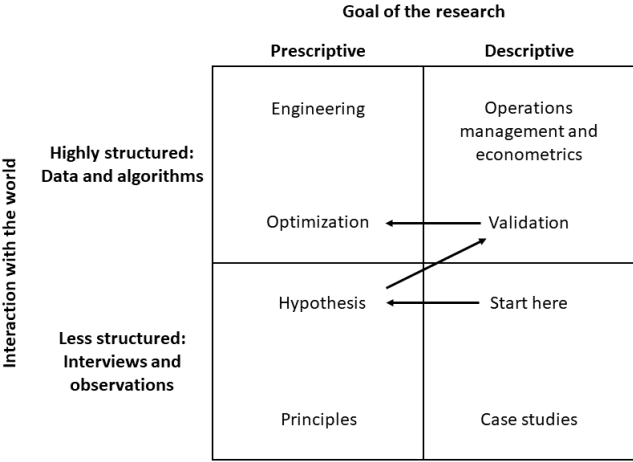 Goal of the research
Prescriptive
Descriptive
Interaction with the world
Highly structured:
Data and algorithms
Engineering
Operations
management and
econometrics
Optimization
Validation
Less structured:
Interviews and
observations
Hypothesis
Start here
Principles
Case studies